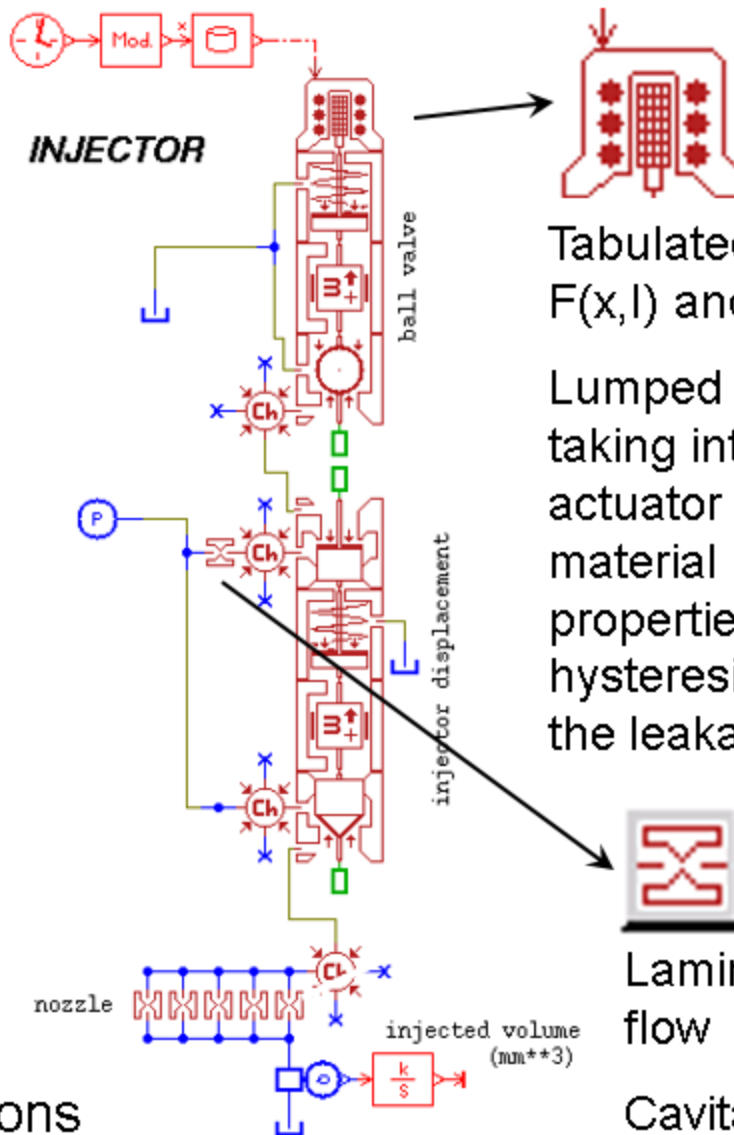 Mod.
x
INJECTOR
ball valve
m
+
Ch
P
Ch
injector displacement
m
+
Ch
Ch
nozzle
injected volume
(mm**3)
k
s
Tabulated
F(x,I) and
Lumped
taking int
actuator
material
propertie
hysteresi
the leaka
Lamin
flow
Cavita
ons